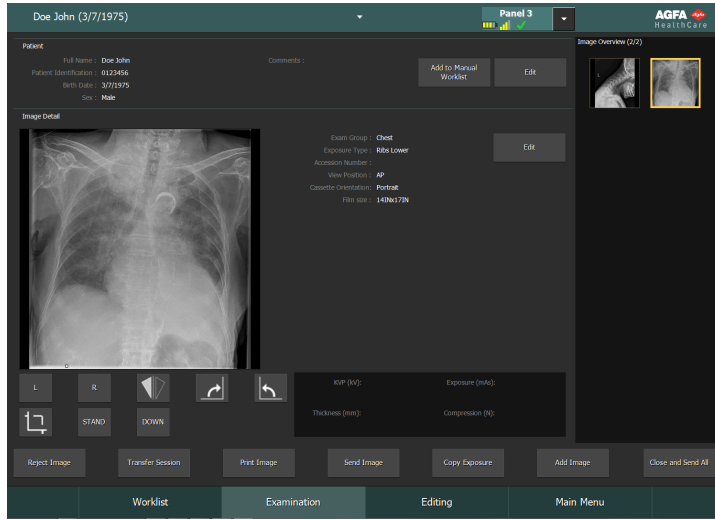 Doe John (3/7/1975)
Panel 3
AGFA
HealthCare
Patient
Full Name : Doe John
Patient Identification : 0123456
Birth Date : 3/7/1975
Sex : Male
Comments :
Add to Manual
Worklist
Edit
Image Overview (2/2)
Image Detail
Exam Group : Chest
Exposure Type : Ribs Lower
Accession Number :
View Position : AP
Cassette Orientation: Portrait
Film size : 14INx17IN
Edit
L
R
STAND
DOWN
KVP (kV):
Exposure (mAs):
Thickness (mm):
Compression (N):
Reject Image
Transfer Session
Print Image
Send Image
Copy Exposure
Add Image
Close and Send All
Worklist
Examination
Editing
Main Menu